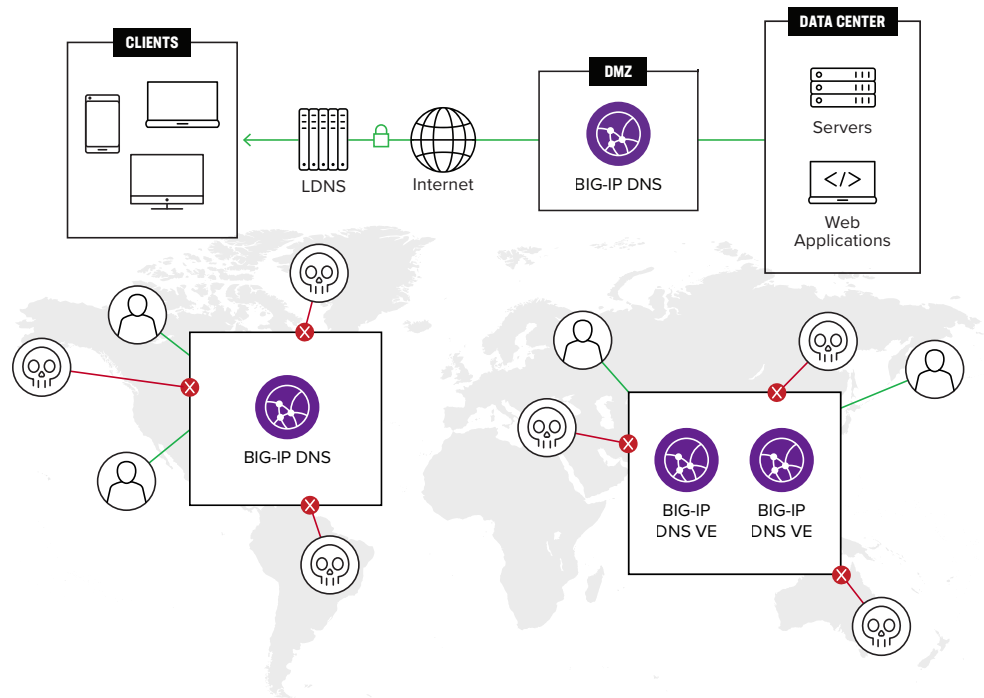 CLIENTS
DATA CENTER
DMZ
Servers
LDNS
Internet
BIG-IP DNS
</>
Web
Applications
BIG-IP DNS
BIG-IP
DNS VE
BIG-IP
DNS VE